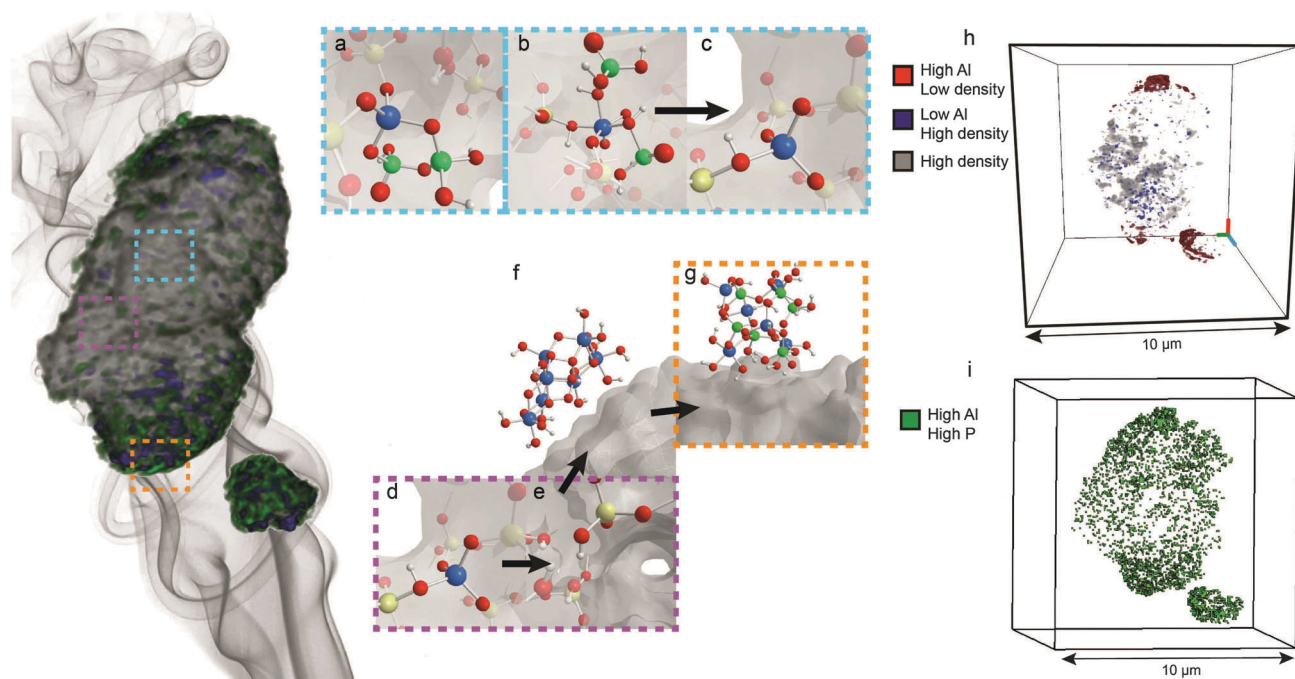 a
b
c
d
e
f
g
h
High Al
Low density
Low Al
High density
High density
10 µm
i
High Al
High P
10 µm